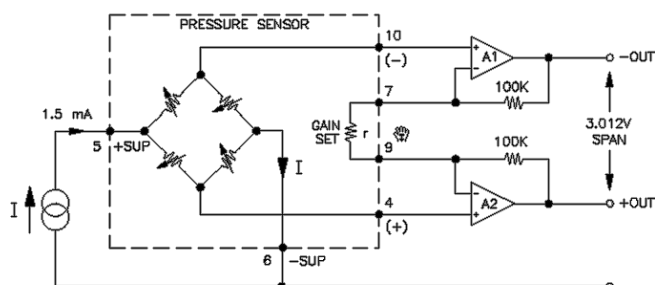 PRESSURE SENSOR
10
(-)
A1
-OUT
7
100K
1.5 mA
GAIN
SET
r
3.012V
SPAN
5
+SUP
9
100K
I
I
4
(+)
A2
+OUT
6
-SUP
+
-
-
+